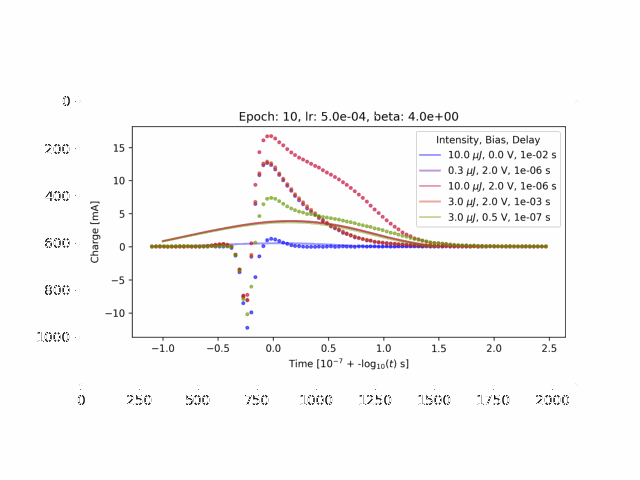 Epoch: 10, lr: 5.0e-04, beta: 4.0e+00
Intensity, Bias, Delay
10.0 μJ, 0.0 V, 1e-02 s
0.3 μJ, 2.0 V, 1e-06 s
10.0 μJ, 2.0 V, 1e-06 s
3.0 μJ, 2.0 V, 1e-03 s
3.0 μJ, 0.5 V, 1e-07 s
Charge [mA]
15
10
5
0
−5
−10
−1.0 −0.5 0.0 0.5 1.0 1.5 2.0 2.5
Time [10⁻⁷ + -log₁₀(t) s]
0
200
400
600
800
1000
0 250 500 750 1000 1250 1500 1750 2000